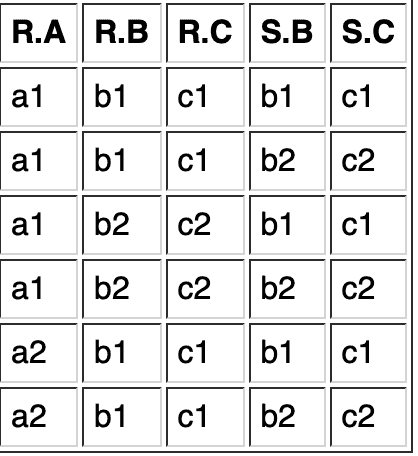 R.A R.B R.C S.B S.C
a1 b1 c1 b1 c1
a1 b1 c1 b2 c2
a1 b2 c2 b1 c1
a1 b2 c2 b2 c2
a2 b1 c1 b1 c1
a2 b1 c1 b2 c2